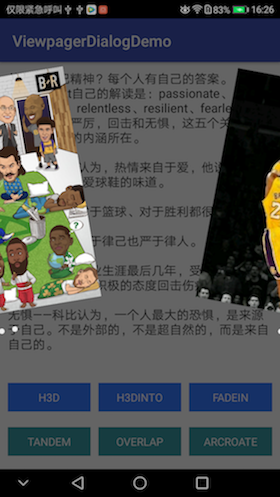 仅限紧急呼叫
83%
16:26
ViewpagerDialogDemo
B/R
精神？每个人有自己的答案。
自己的解读是：passionate、
relentless、resilient、
严厉，回击和无惧，这五个
的内涵所在。
认为，热情来自于爱，他
爱球鞋的味道。
于篮球、对于胜利都
于律己也严于律人。
生涯最后几年，受
积极的态度回击伤
无惧——科比认为，一个人最大的恐惧，是来源
于自己。不是外部的，不是超自然的，而是来自
自己的。
H3D
H3DINTO
FADEIN
TANDEM
OVERLAP
ARCROATE